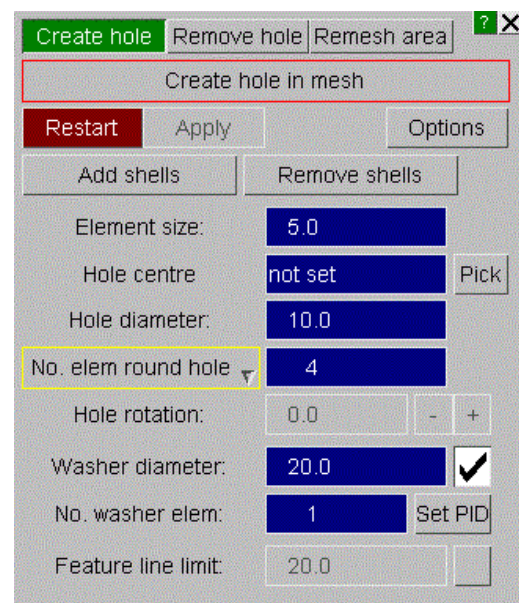 Create hole Remove hole Remesh area ? X
Create hole in mesh
Restart Apply Options
Add shells Remove shells
Element size: 5.0
Hole centre not set Pick
Hole diameter: 10.0
No. elem round hole 4
Hole rotation: 0.0 - +
Washer diameter: 20.0
No. washer elem: 1 Set PID
Feature line limit: 20.0